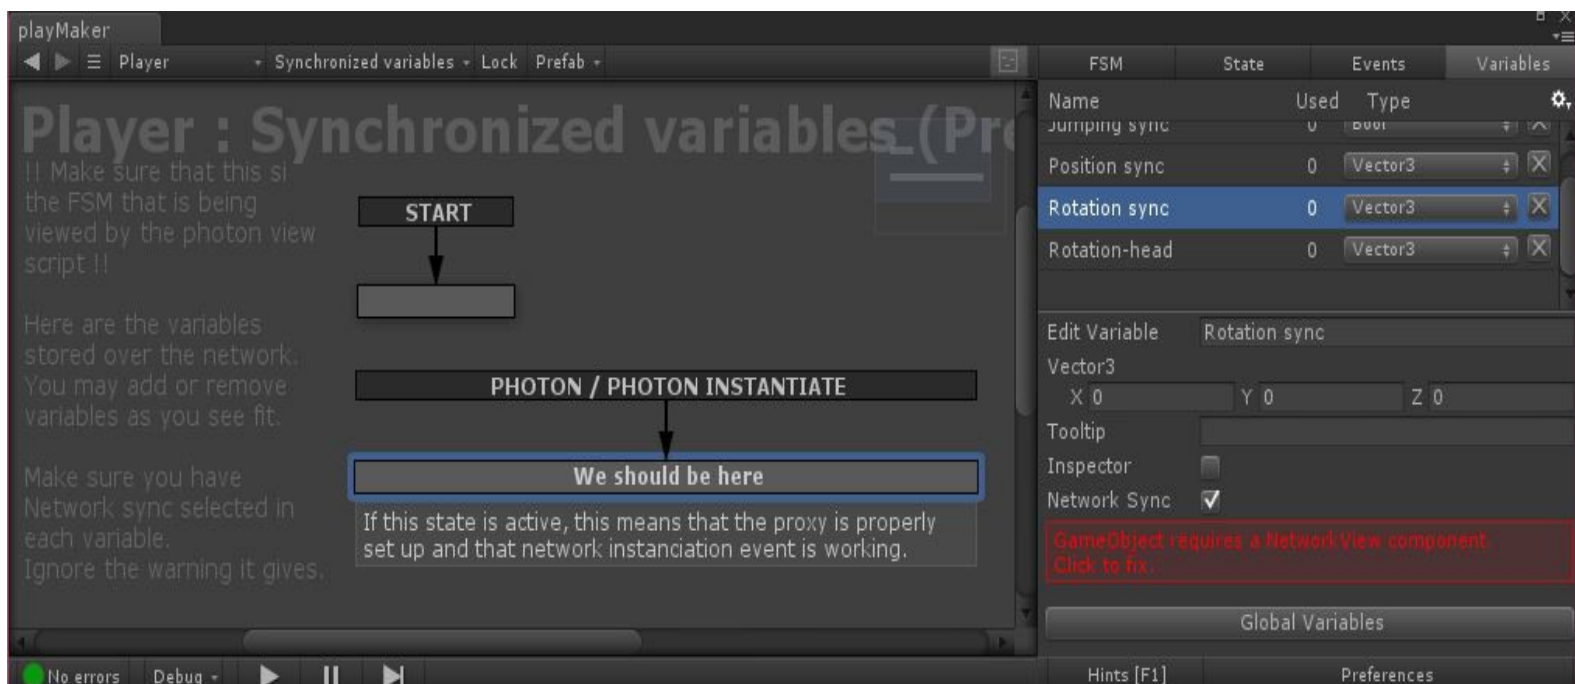 playMaker
Player Synchronized variables Lock Prefab
FSM State Events Variables
Player : Synchronized variables (Pre
!! Make sure that this si
the FSM that is being
viewed by the photon view
script !!
Here are the variables
stored over the network.
You may add or remove
variables as you see fit.
Make sure you have
Network sync selected in
each variable.
Ignore the warning it gives.
START
PHOTON / PHOTON INSTANTIATE
We should be here
If this state is active, this means that the proxy is properly
set up and that network instanciation event is working.
Name Used Type
Jumping sync 0 Bool
Position sync 0 Vector3 X
Rotation sync 0 Vector3 X
Rotation-head 0 Vector3 X
Edit Variable Rotation sync
Vector3
X 0 Y 0 Z 0
Tooltip
Inspector
Network Sync
GameObject requires a NetworkView component.
Click to fix.
Global Variables
No errors Debug
Hints [F1] Preferences